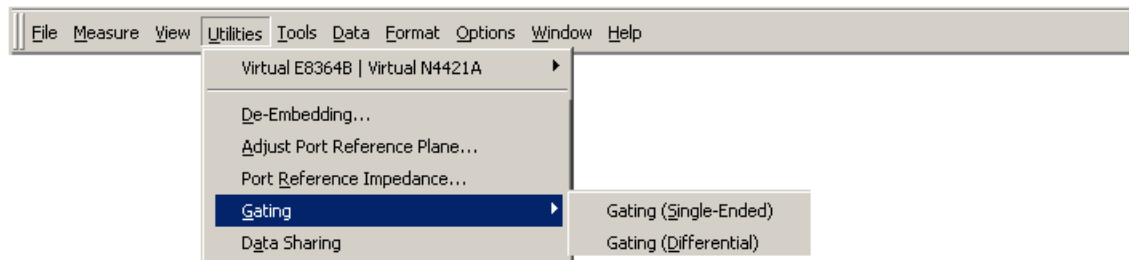 File Measure View Utilities Tools Data Format Options Window Help
Virtual E8364B | Virtual N4421A
De-Embedding...
Adjust Port Reference Plane...
Port Reference Impedance...
Gating
Gating (Single-Ended)
Data Sharing
Gating (Differential)